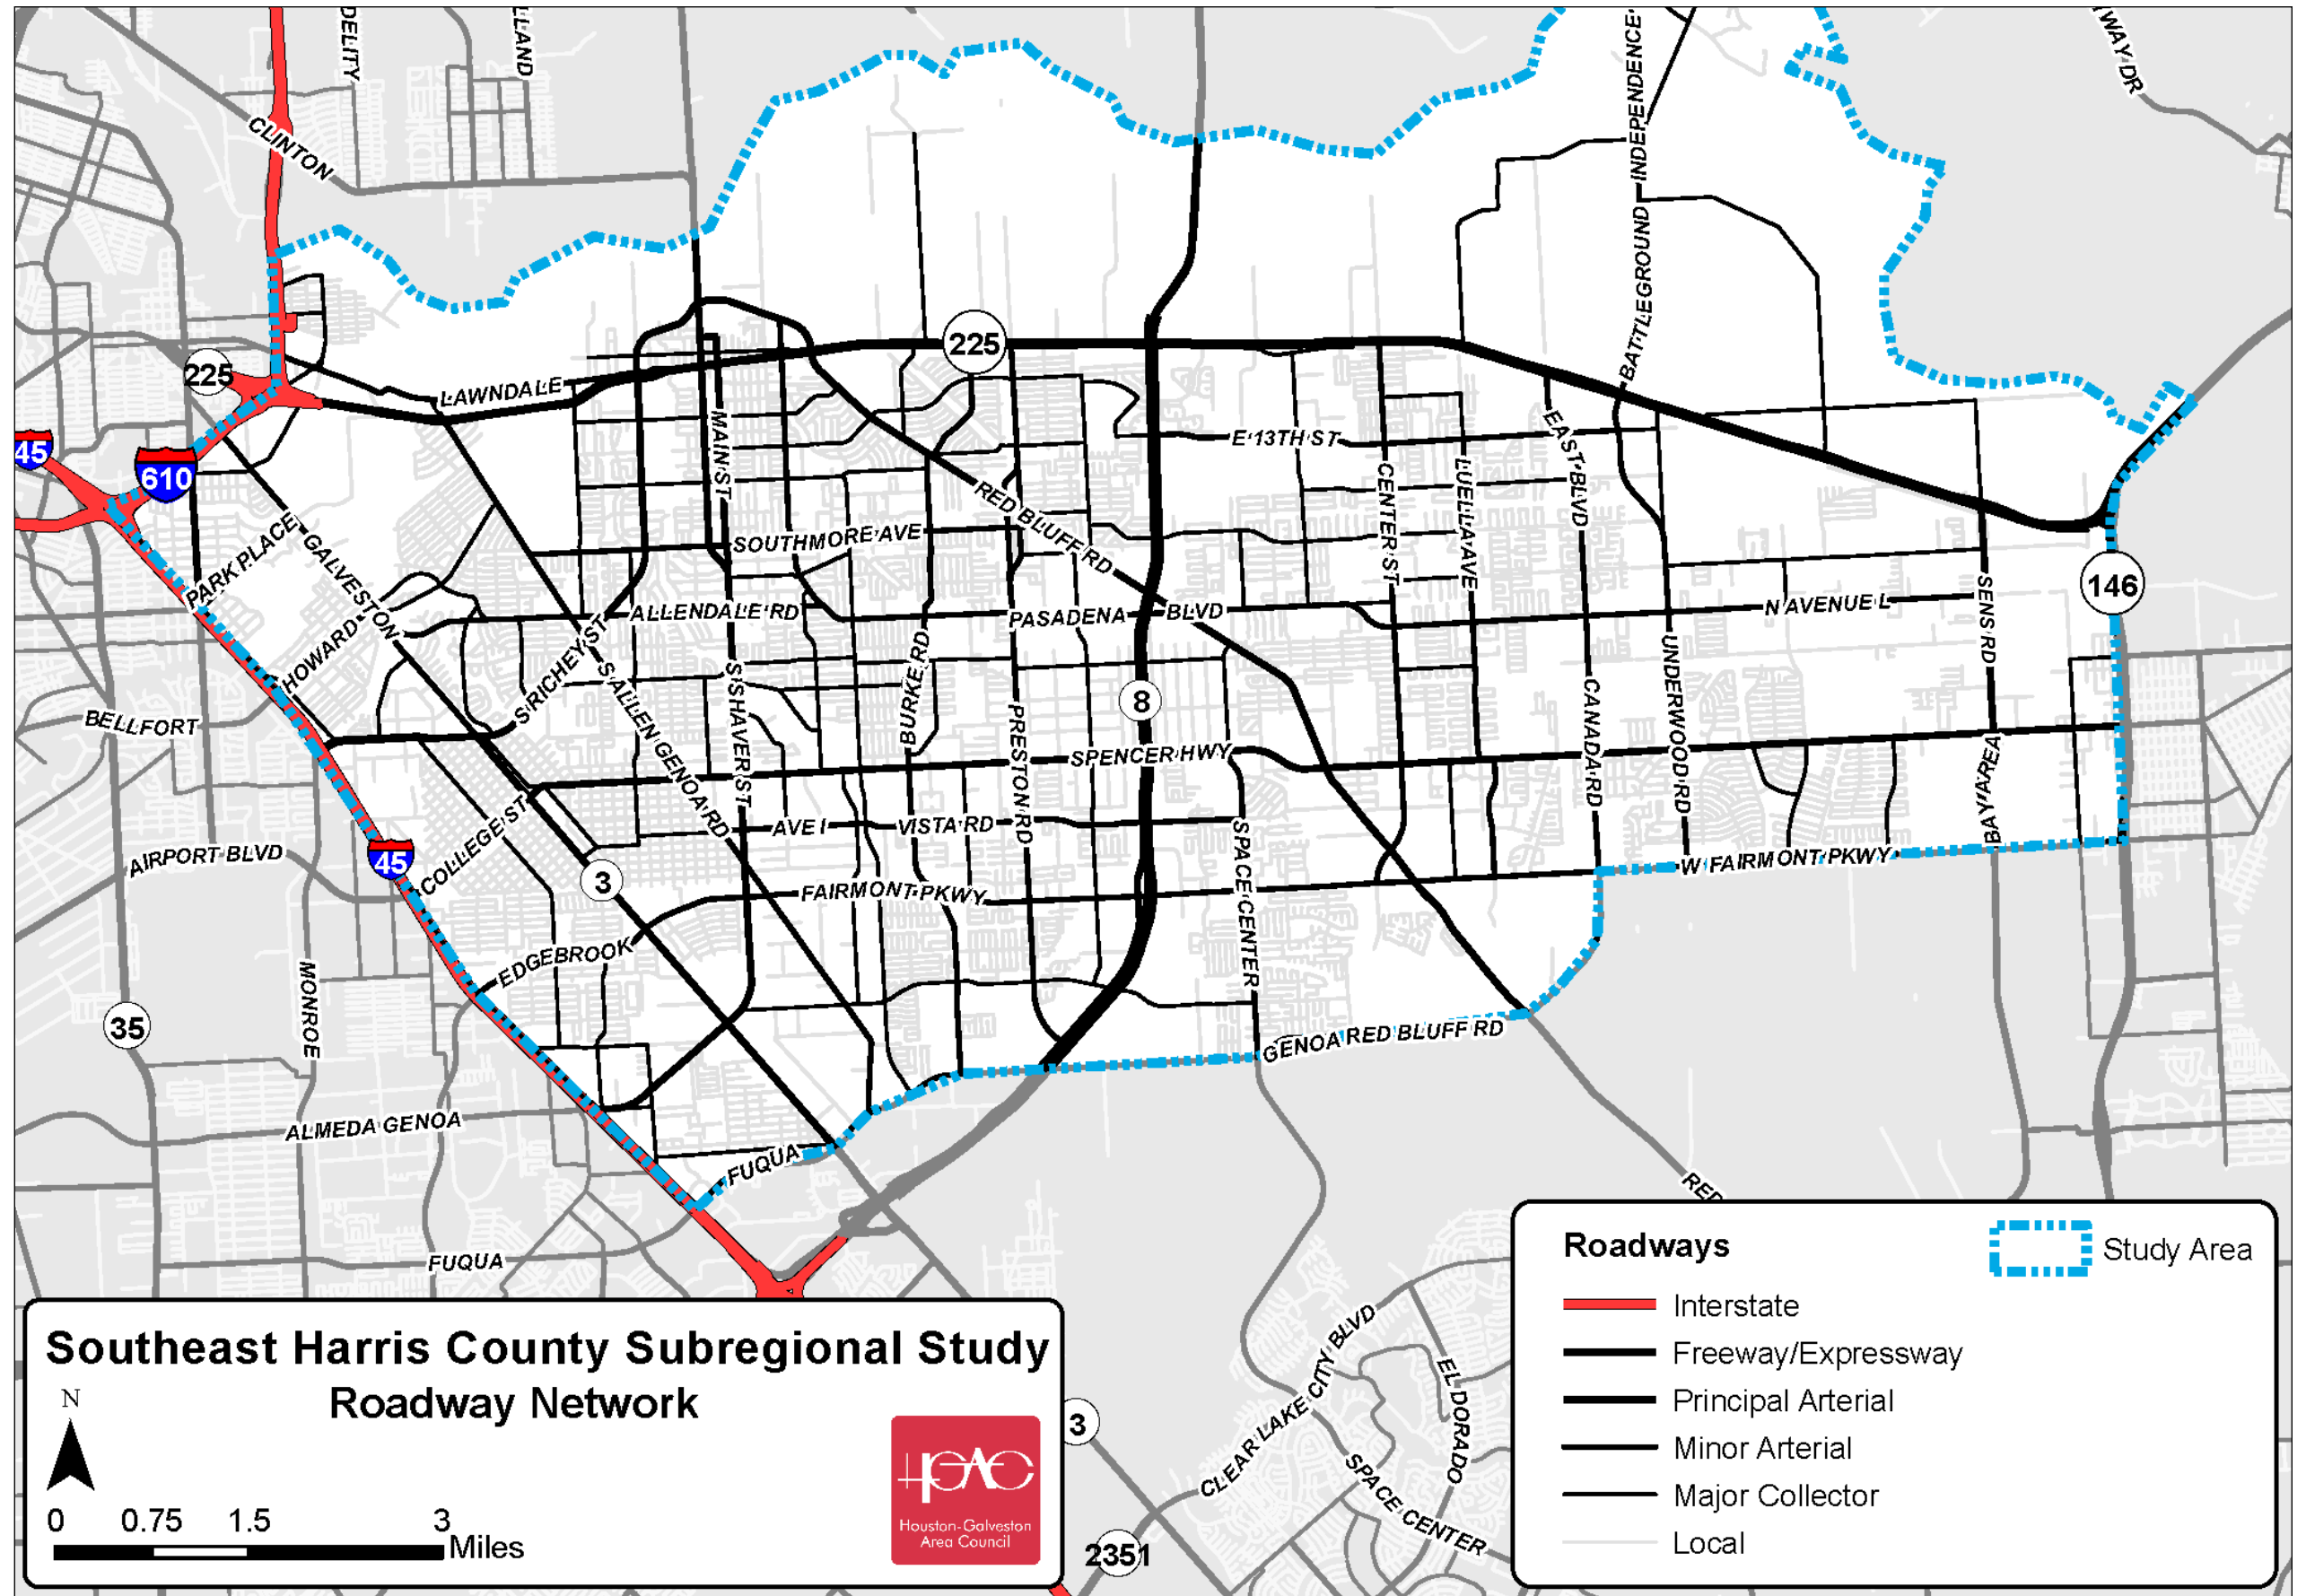 DELITY
LLAND
INDEPENDENCE
YWAY DR
CLINTON
BATTLEGROUND
225
225
LAWNDALE
MAIN ST
E 13TH ST
EAST BLVD
45
610
CENTER ST
LUELLA AVE
RED BLUFF RD
PARK PLACE
GALVESTON
SOUTHMORE AVE
146
SENS RD
HOWARD
ALLENDALE RD
PASADENA
BLVD
N AVENUE L
S RICHEY ST
S ALLEN GENOA RD
S SHAVER ST
BURKE RD
PRESTON RD
8
CANADA RD
UNDERWOOD RD
BELLFORT
SPENCER HWY
BAY AREA
COLLEGE ST
AVE I
VISTA RD
SPACE CENTER
AIRPORT BLVD
45
3
FAIRMONT PKWY
W FAIRMONT PKWY
EDGEBROOK
MONROE
35
GENOA RED BLUFF RD
ALMEDA GENOA
FUQUA
RED
FUQUA
CLEAR LAKE CITY BLVD
EL DORADO
SPACE CENTER
3
2351
Southeast Harris County Subregional Study
Roadway Network
N
0 0.75 1.5 3
Miles
HGAC
Houston-Galveston
Area Council
Roadways
Study Area
Interstate
Freeway/Expressway
Principal Arterial
Minor Arterial
Major Collector
Local